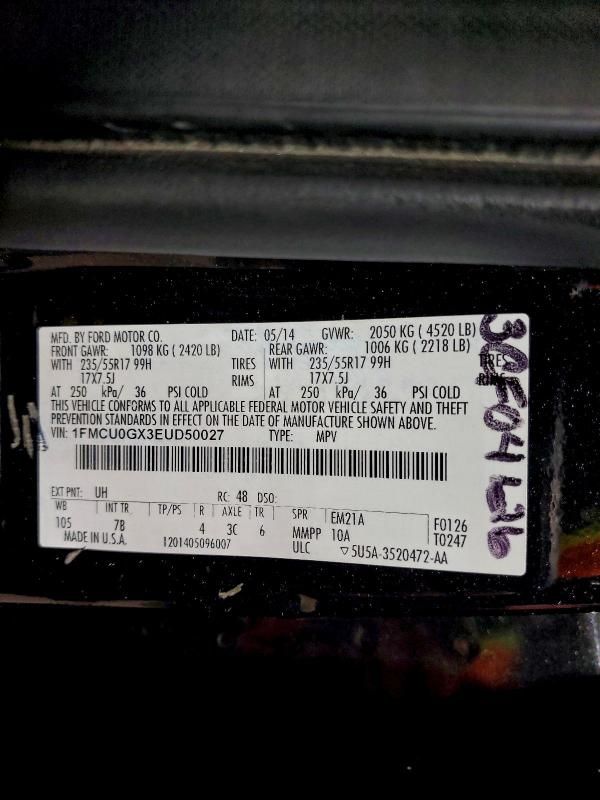 MFD. BY FORD MOTOR CO. DATE: 05/14 GVWR: 2050 KG ( 4520 LB)
FRONT GAWR: 1098 KG ( 2420 LB) REAR GAWR: 1006 KG ( 2218 LB)
WITH 235/55R17 99H TIRES WITH 235/55R17 99H TIRES
17X7.5J RIMS 17X7.5J RIMS
AT 250 kPa/ 36 PSI COLD AT 250 kPa/ 36 PSI COLD
THIS VEHICLE CONFORMS TO ALL APPLICABLE FEDERAL MOTOR VEHICLE SAFETY AND THEFT
PREVENTION STANDARDS IN EFFECT ON THE DATE OF MANUFACTURE SHOWN ABOVE.
VIN: 1FMCU0GX3EUD50027 TYPE: MPV
EXT PNT: UH RC: 48 DSO:
WB INT TR TP/PS R AXLE TR SPR EM21A F0126
105 7B 4 3C 6 MMPP 10A T0247
MADE IN U.S.A. 1201405096007 ULC ▽5U5A-3520472-AA